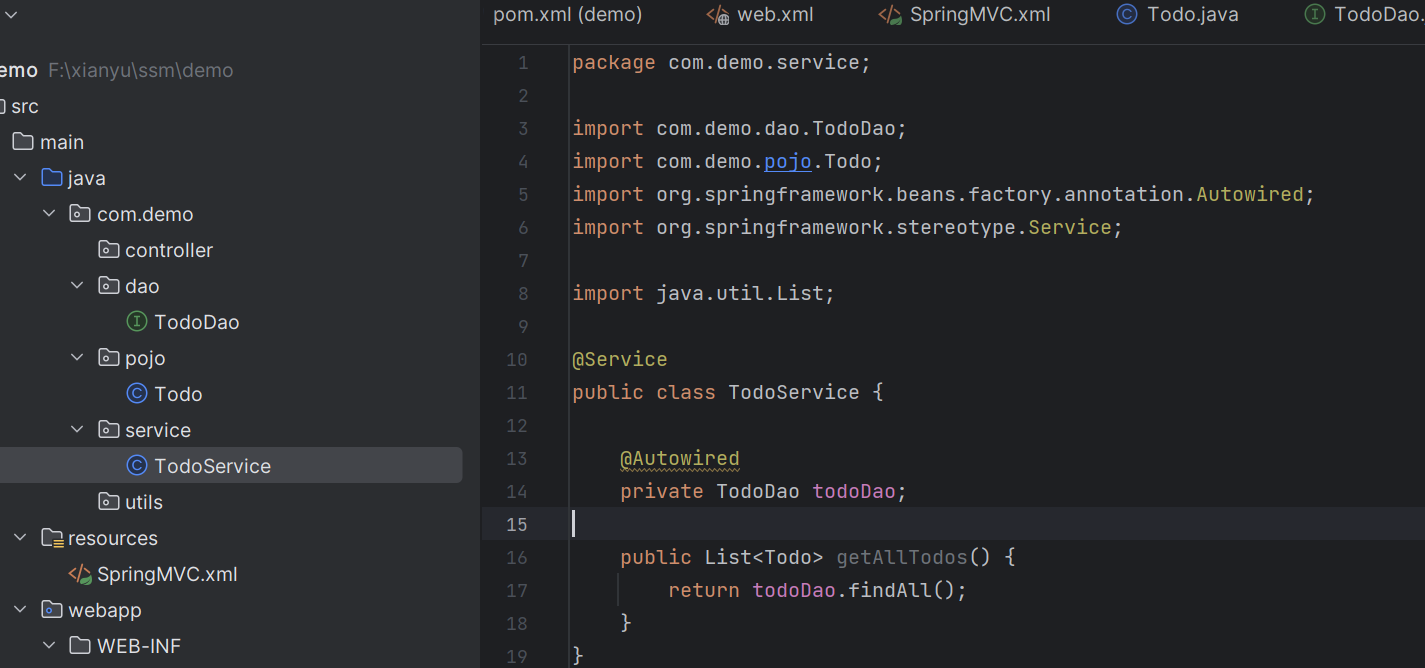 emo F:\xianyu\ssm\demo
src
main
java
com.demo
controller
dao
TodoDao
pojo
Todo
service
TodoService
utils
resources
SpringMVC.xml
webapp
WEB-INF
pom.xml (demo) web.xml SpringMVC.xml Todo.java TodoDao.
1 package com.demo.service;
2
3 import com.demo.dao.TodoDao;
4 import com.demo.pojo.Todo;
5 import org.springframework.beans.factory.annotation.Autowired;
6 import org.springframework.stereotype.Service;
7
8 import java.util.List;
9
10 @Service
11 public class TodoService {
12
13 @Autowired
14 private TodoDao todoDao;
15
16 public List<Todo> getAllTodos() {
17 return todoDao.findAll();
18 }
19 }